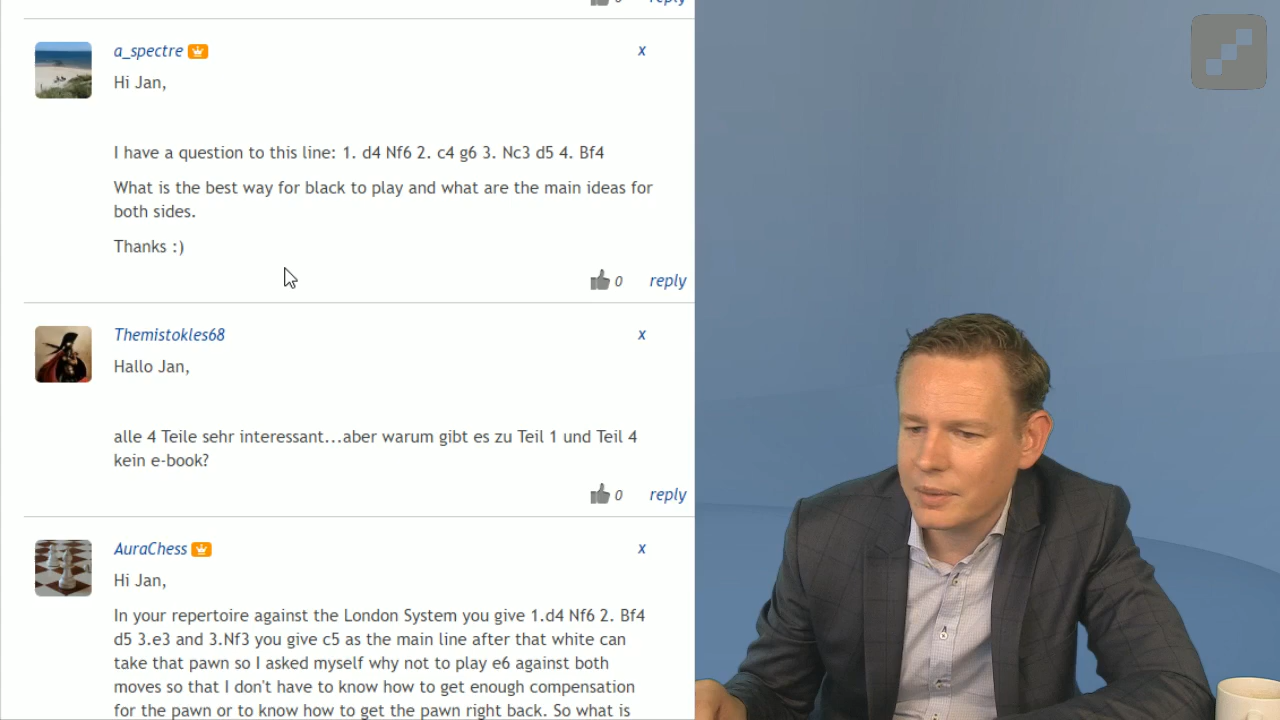 0 reply
a_spectre x
Hi Jan,
I have a question to this line: 1. d4 Nf6 2. c4 g6 3. Nc3 d5 4. Bf4
What is the best way for black to play and what are the main ideas for
both sides.
Thanks :)
0 reply
Themistokles68 x
Hallo Jan,
alle 4 Teile sehr interessant...aber warum gibt es zu Teil 1 und Teil 4
kein e-book?
0 reply
AuraChess x
Hi Jan,
In your repertoire against the London System you give 1.d4 Nf6 2. Bf4
d5 3.e3 and 3.Nf3 you give c5 as the main line after that white can
take that pawn so I asked myself why not to play e6 against both
moves so that I don't have to know how to get enough compensation
for the pawn or to know how to get the pawn right back. So what is